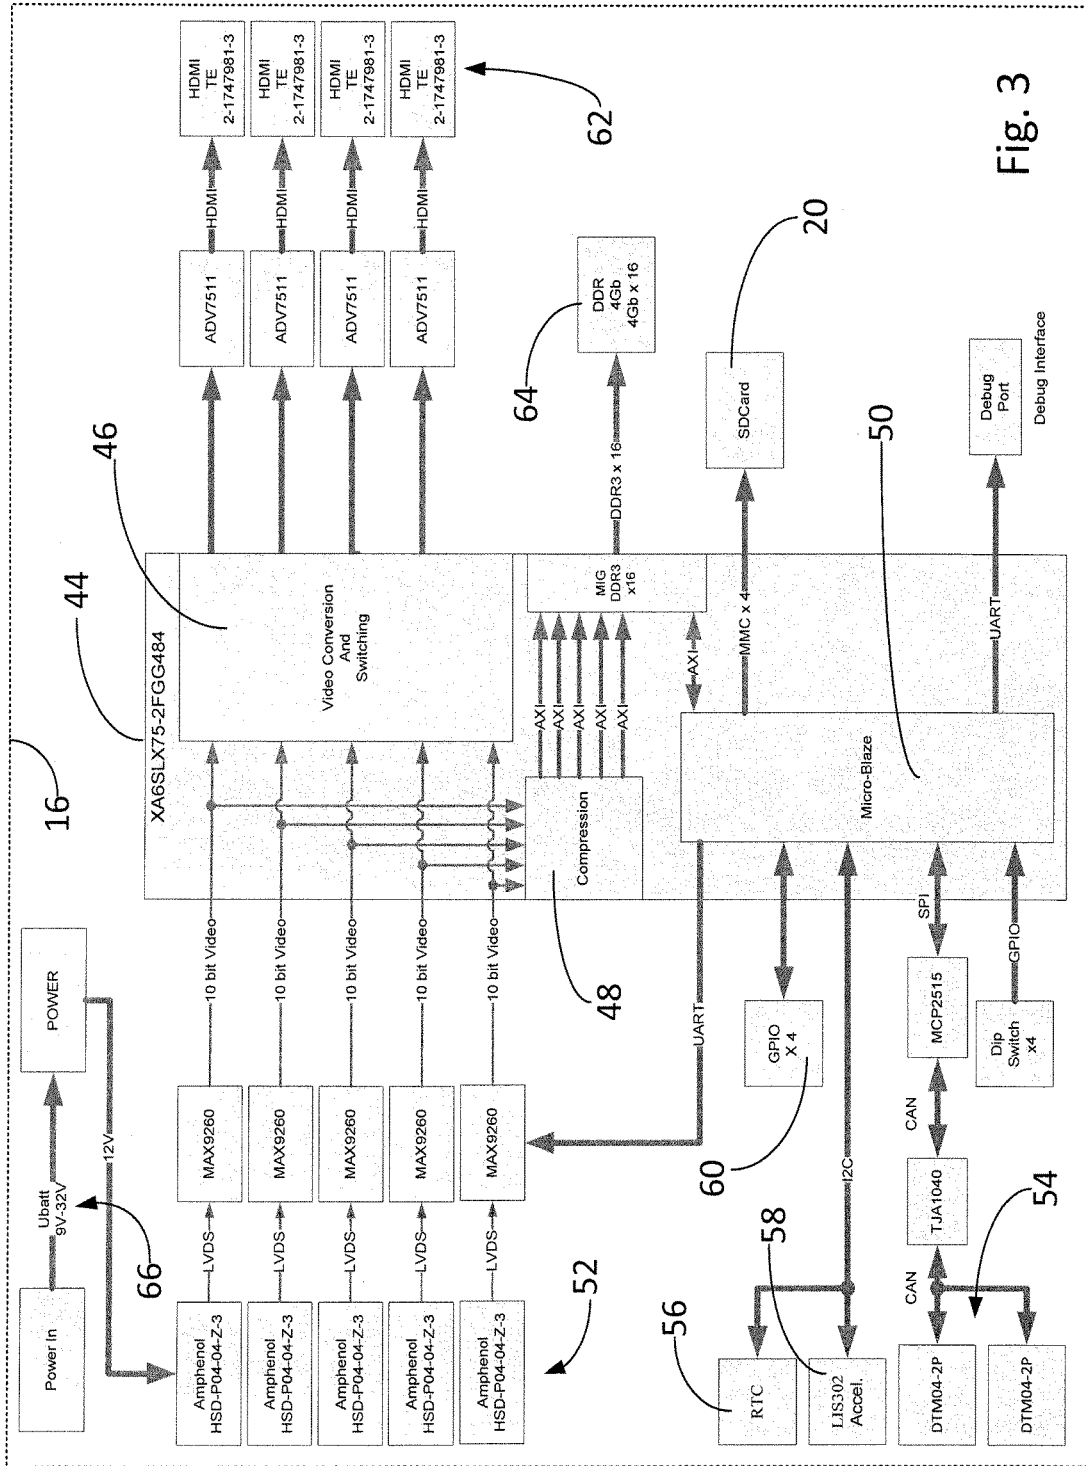 16
Power In
Ubatt
9V-32V
66
POWER
12V
44
XA6SLX75-2FGG484
Amphenol
HSD-P04-04-Z-3
LVDS
MAX9260
10 bit Video
Amphenol
HSD-P04-04-Z-3
LVDS
MAX9260
10 bit Video
Amphenol
HSD-P04-04-Z-3
LVDS
MAX9260
10 bit Video
Amphenol
HSD-P04-04-Z-3
LVDS
MAX9260
10 bit Video
Amphenol
HSD-P04-04-Z-3
LVDS
MAX9260
10 bit Video
52
46
Video Conversion
And
Switching
ADV7511
HDMI
HDMI
TE
2-1747981-3
ADV7511
HDMI
HDMI
TE
2-1747981-3
ADV7511
HDMI
HDMI
TE
2-1747981-3
ADV7511
HDMI
HDMI
TE
2-1747981-3
62
48
Compression
AXI
AXI
AXI
AXI
AXI
MIG
DDR3
x16
DDR3 x 16
64
DDR
4Gb
4Gb x 16
AXI
UART
MMC x 4
SDCard
20
56
RTC
58
LIS302
Accel.
I2C
60
GPIO
X 4
Micro-Blaze
50
DTM04-2P
DTM04-2P
54
CAN
TJA1040
CAN
MCP2515
SPI
Dip
Switch
x4
GPIO
UART
Debug
Port
Debug Interface
Fig. 3